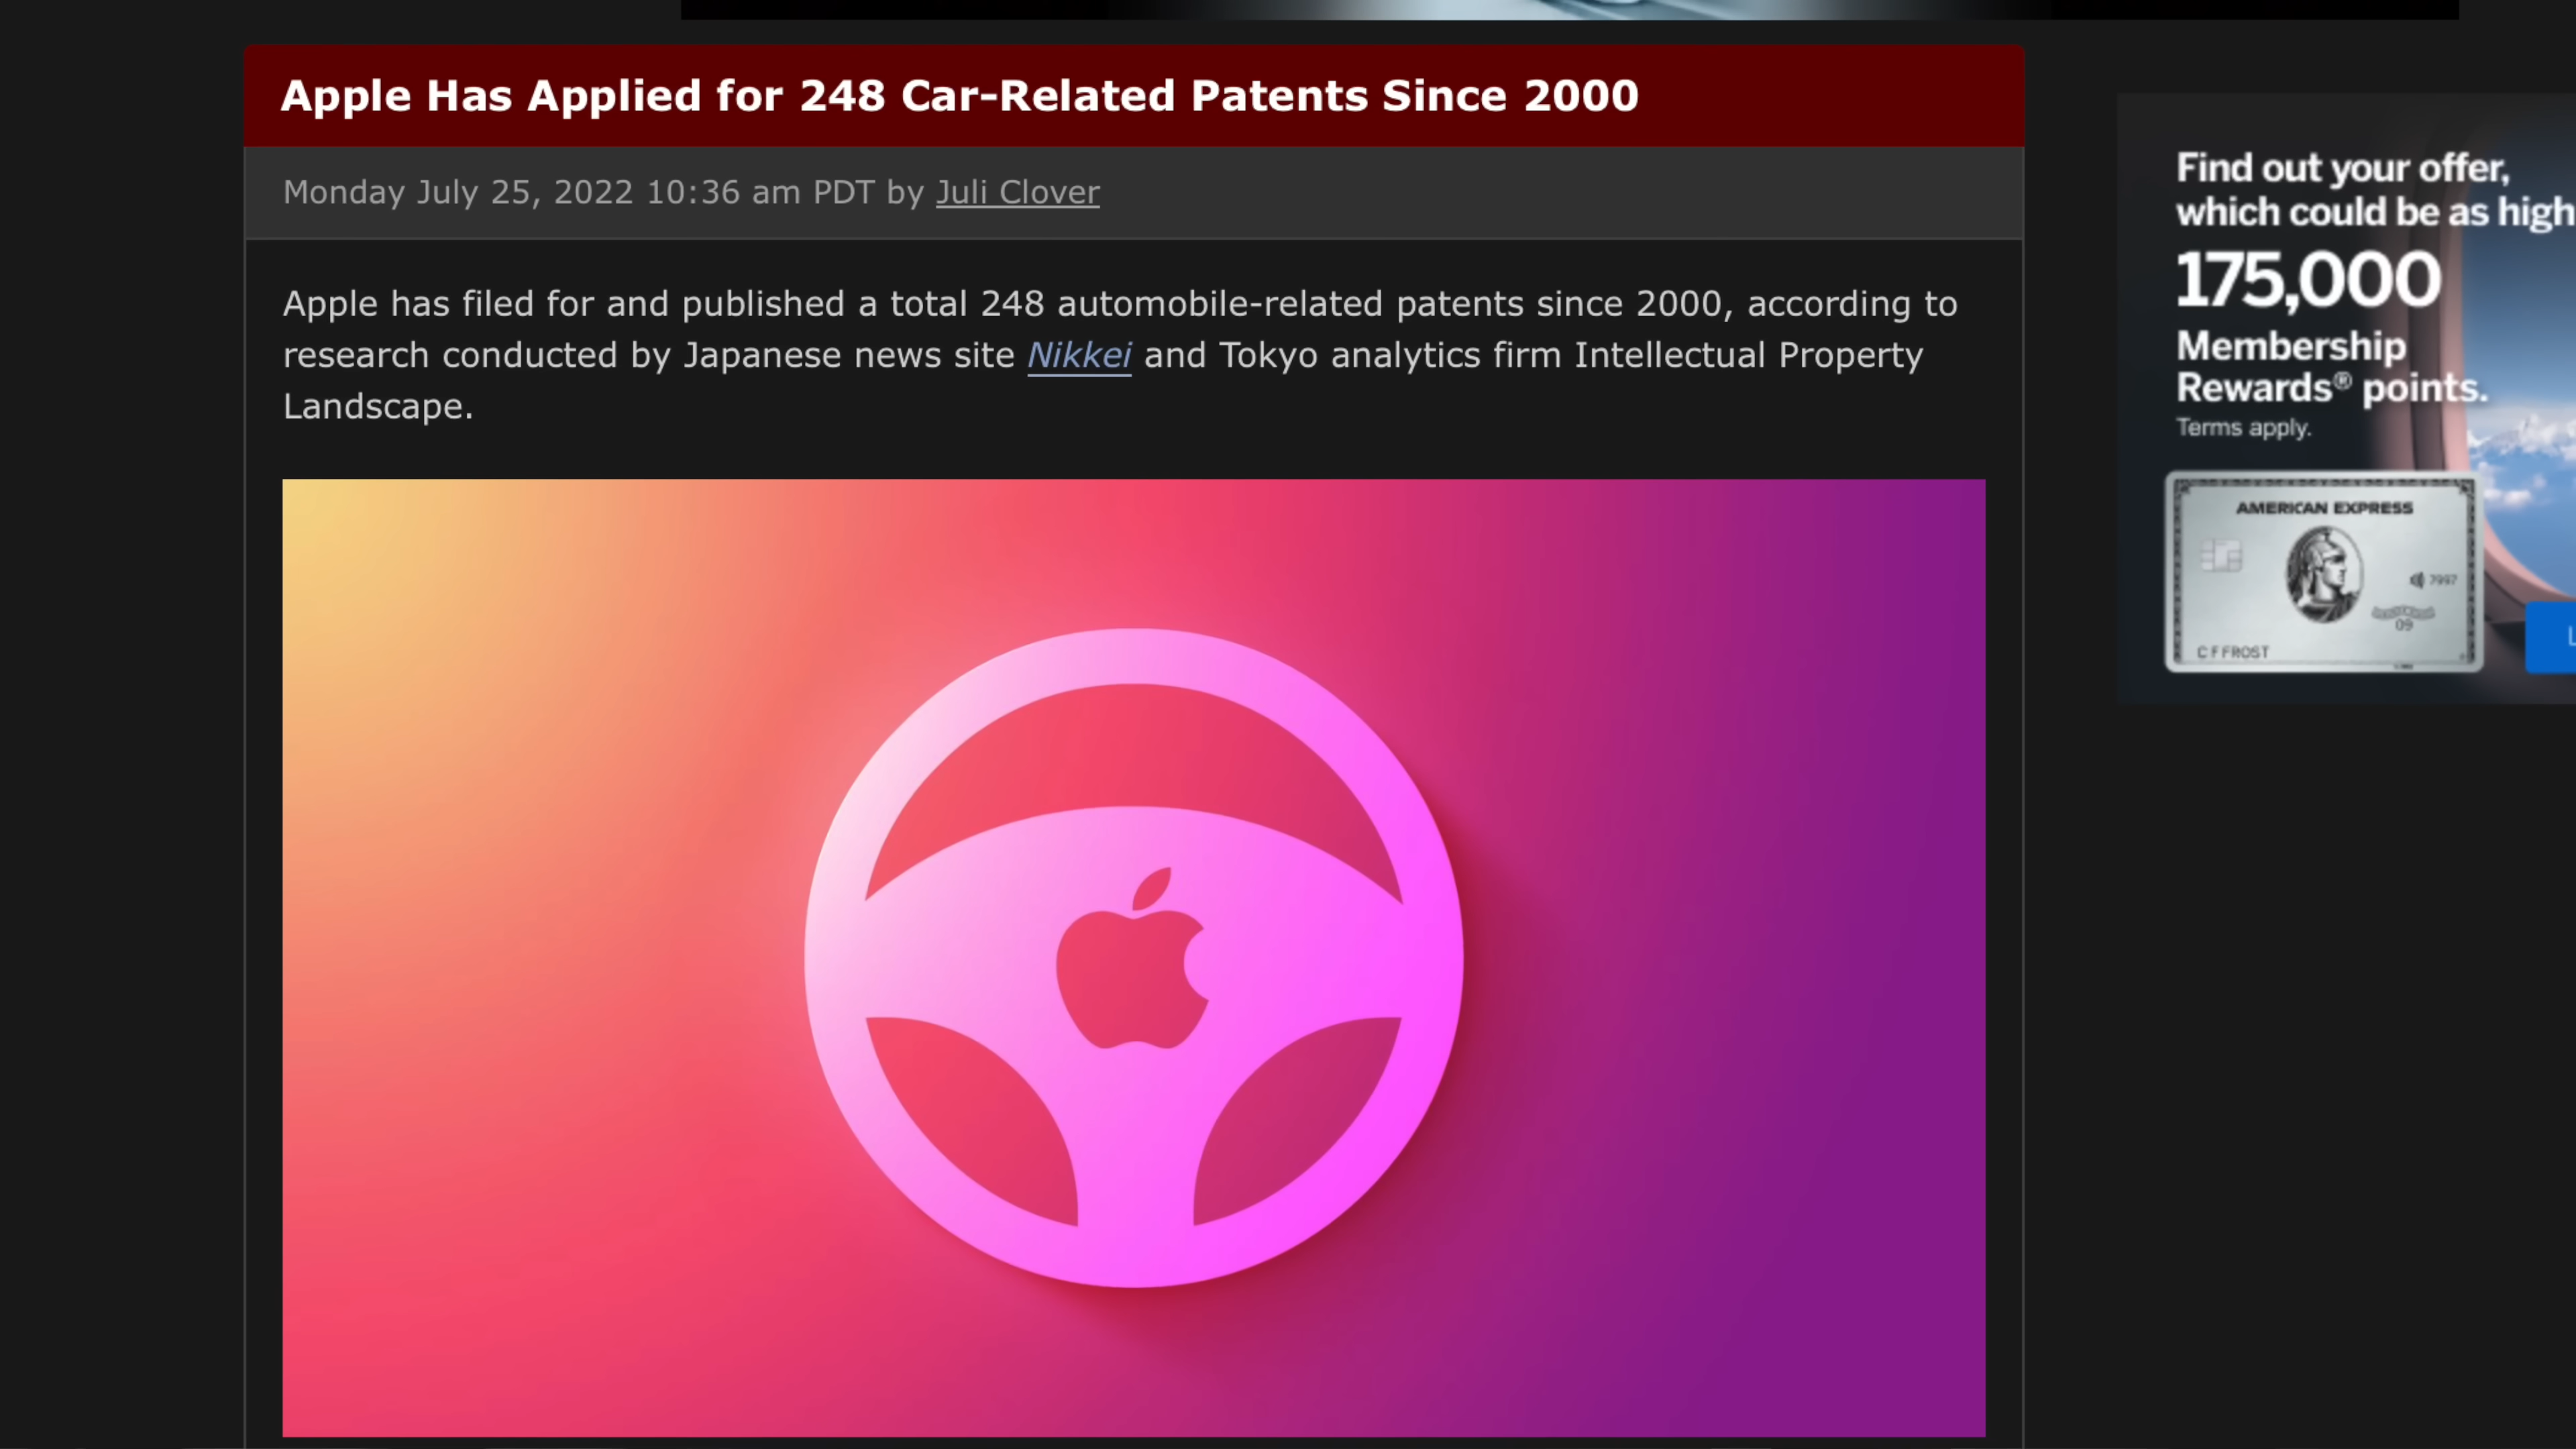 Apple Has Applied for 248 Car-Related Patents Since 2000
Monday July 25, 2022 10:36 am PDT by Juli Clover
Apple has filed for and published a total 248 automobile-related patents since 2000, according to
research conducted by Japanese news site Nikkei and Tokyo analytics firm Intellectual Property
Landscape.
Find out your offer,
which could be as high
175,000
Membership
Rewards® points.
Terms apply.
AMERICAN EXPRESS
7997
09
C F FROST
L